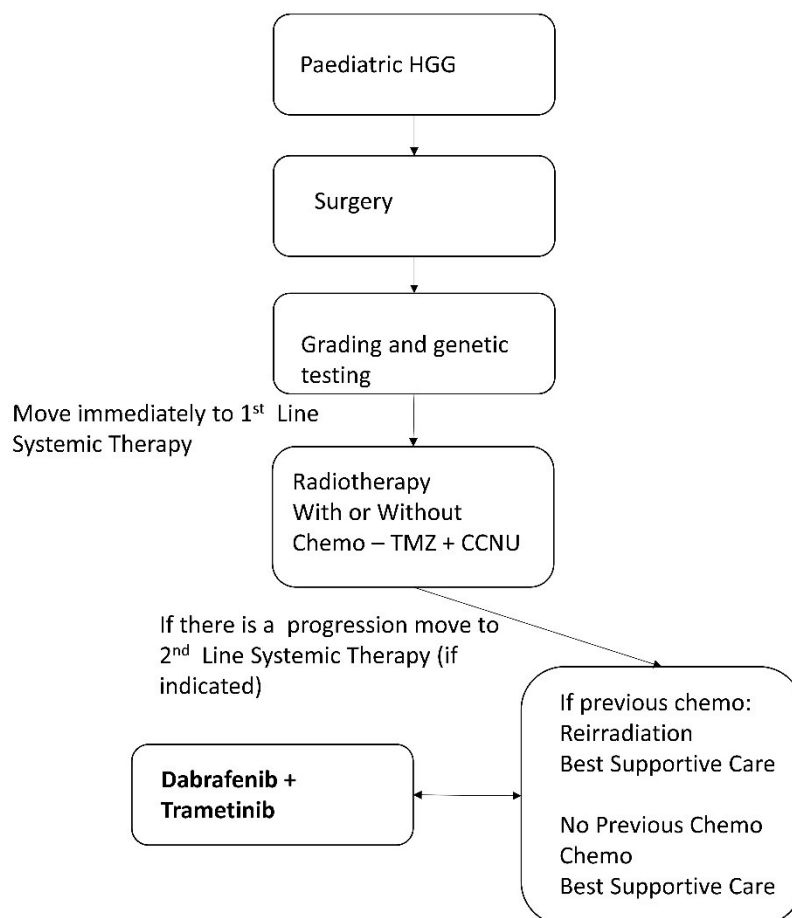 Paediatric HGG
Surgery
Grading and genetic
testing
Move immediately to 1st Line
Systemic Therapy
Radiotherapy
With or Without
Chemo – TMZ + CCNU
If there is a progression move to
2nd Line Systemic Therapy (if
indicated)
If previous chemo:
Reirradiation
Best Supportive Care
No Previous Chemo
Chemo
Best Supportive Care
Dabrafenib +
Trametinib